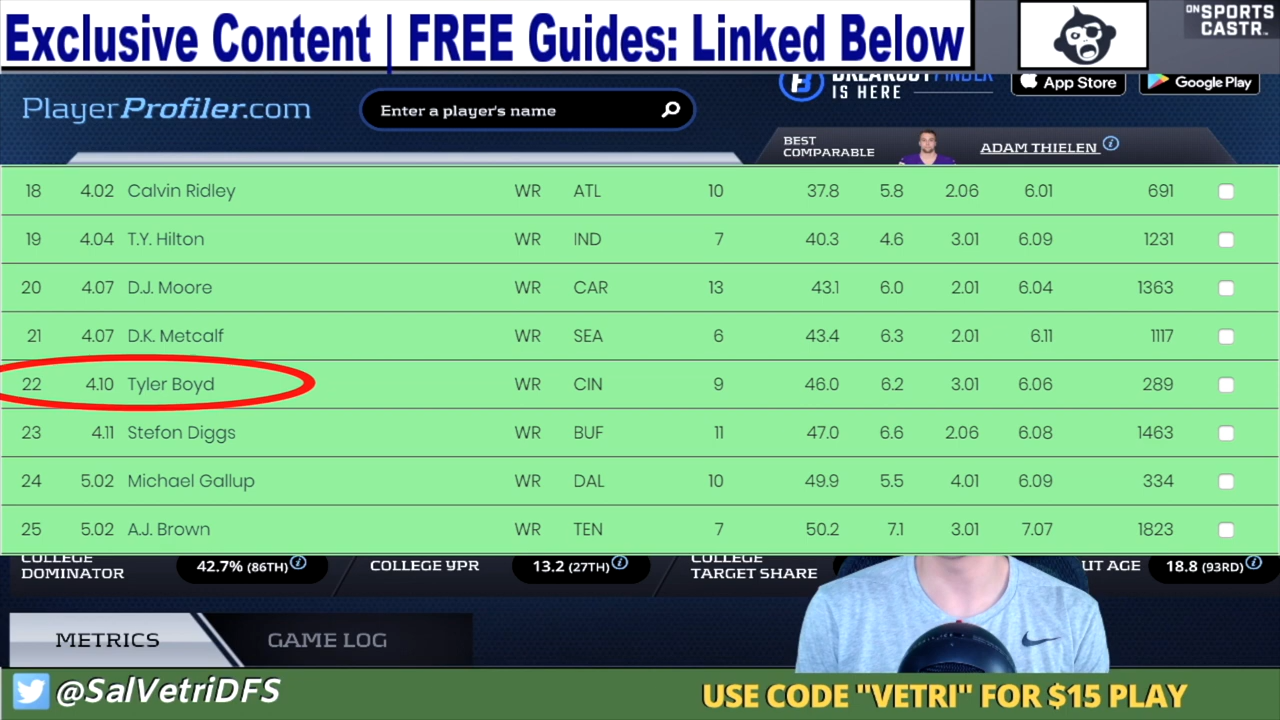 Exclusive Content | FREE Guides: Linked Below
ON SPORTS
CASTR
PlayerProfiler.com
Enter a player's name
BREAKOUT FINDER
IS HERE
App Store
Google Play
BEST
COMPARABLE
ADAM THIELEN
18 4.02 Calvin Ridley WR ATL 10 37.8 5.8 2.06 6.01 691
19 4.04 T.Y. Hilton WR IND 7 40.3 4.6 3.01 6.09 1231
20 4.07 D.J. Moore WR CAR 13 43.1 6.0 2.01 6.04 1363
21 4.07 D.K. Metcalf WR SEA 6 43.4 6.3 2.01 6.11 1117
22 4.10 Tyler Boyd WR CIN 9 46.0 6.2 3.01 6.06 289
23 4.11 Stefon Diggs WR BUF 11 47.0 6.6 2.06 6.08 1463
24 5.02 Michael Gallup WR DAL 10 49.9 5.5 4.01 6.09 334
25 5.02 A.J. Brown WR TEN 7 50.2 7.1 3.01 7.07 1823
COLLEGE
DOMINATOR
42.7% (86TH)
COLLEGE YPR
13.2 (27TH)
COLLEGE
TARGET SHARE
UT AGE
18.8 (93RD)
METRICS
GAME LOG
@SalVetriDFS
USE CODE "VETRI" FOR $15 PLAY